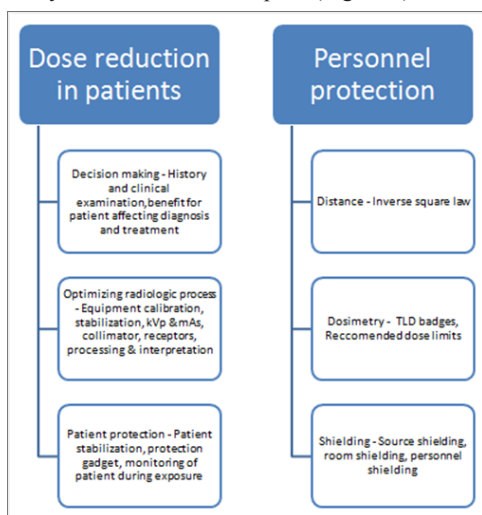 Dose reduction
in patients
Decision making - History
and clinical
examination,benefit for
patient affecting diagnosis
and treatment
Optimizing radiologic process
- Equipment calibration,
stabilization, kVp &mAs,
collimator, receptors,
processing & interpretation
Patient protection - Patient
stabilization, protection
gadget, monitoring of
patient during exposure
Personnel
protection
Distance - Inverse square law
Dosimetry - TLD badges,
Reccomended dose limits
Shielding - Source shielding,
room shielding, personnel
shielding